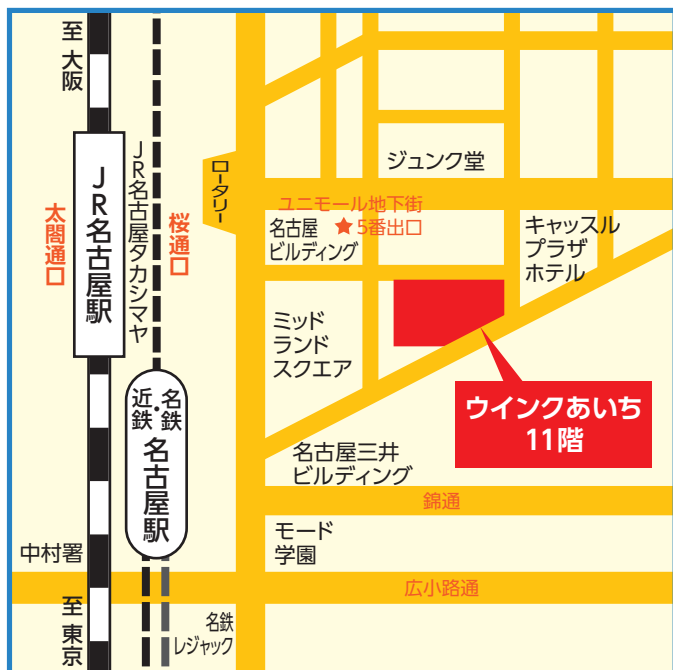 至 大阪
JR名古屋駅
JR名古屋タカシマヤ
太閤通口
桜通口
ロータリー
ジュンク堂
ユニモール地下街
★5番出口
名古屋
ビルディング
キャッスル
プラザ
ホテル
ミッド
ランド
スクエア
ウインクあいち
11階
名鉄・近鉄
名古屋駅
名古屋三井
ビルディング
錦通
モード
学園
中村署
広小路通
至 東京
名鉄
レジャック